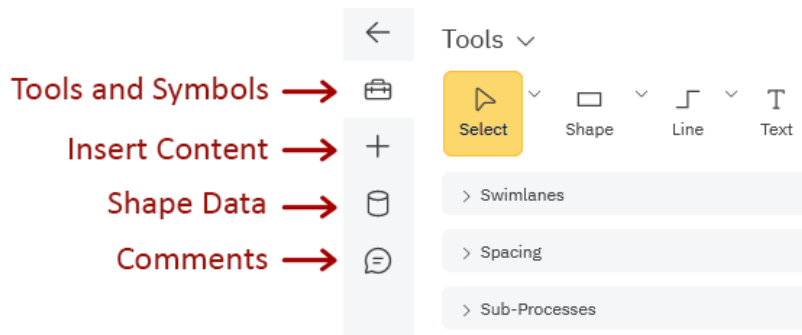 Tools
Tools and Symbols
Select
Shape
Line
Text
Insert Content
Swimlanes
Shape Data
Spacing
Comments
Sub-Processes